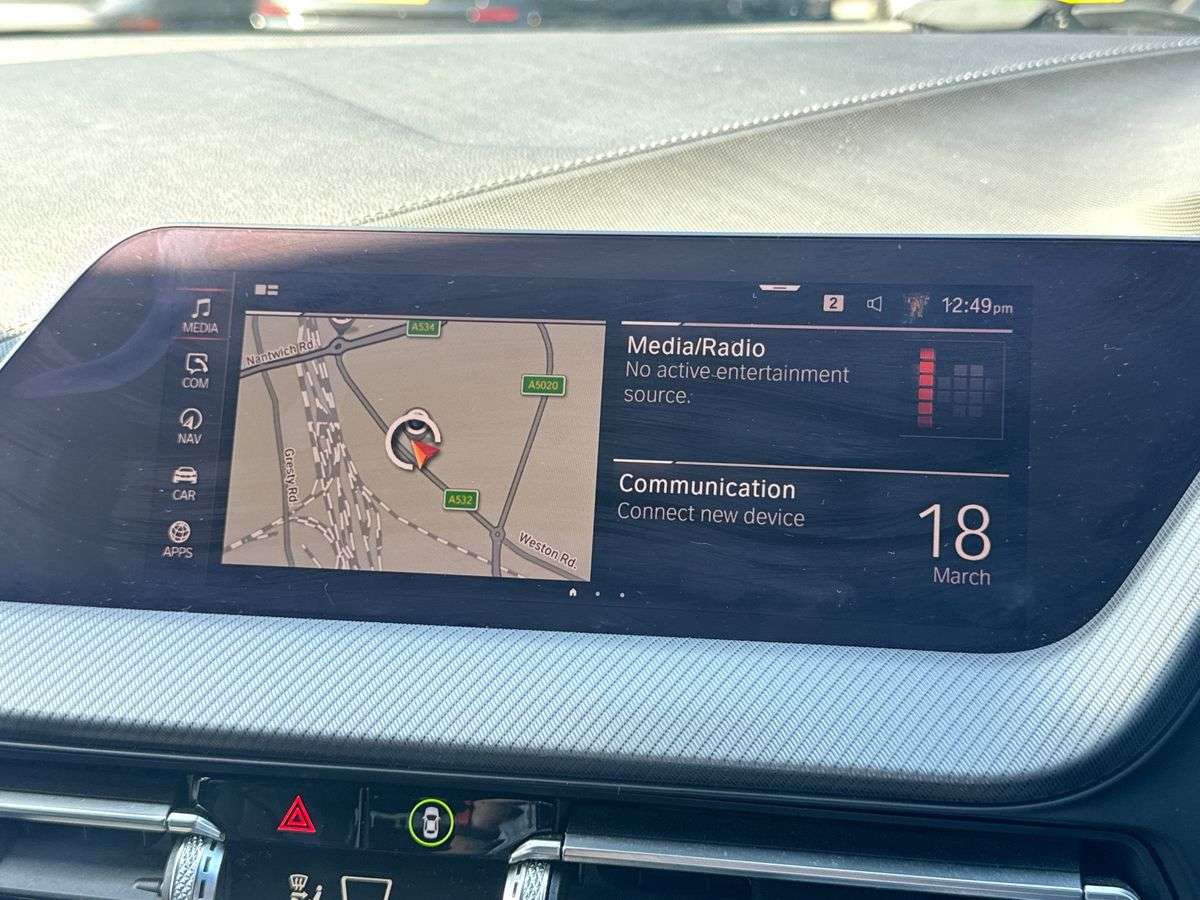 MEDIA
COM
NAV
CAR
APPS
Nantwich Rd.
A534
A5020
Gresty Rd.
A532
Weston Rd.
2
12:49pm
Media/Radio
No active entertainment
source.
Communication
Connect new device
18
March